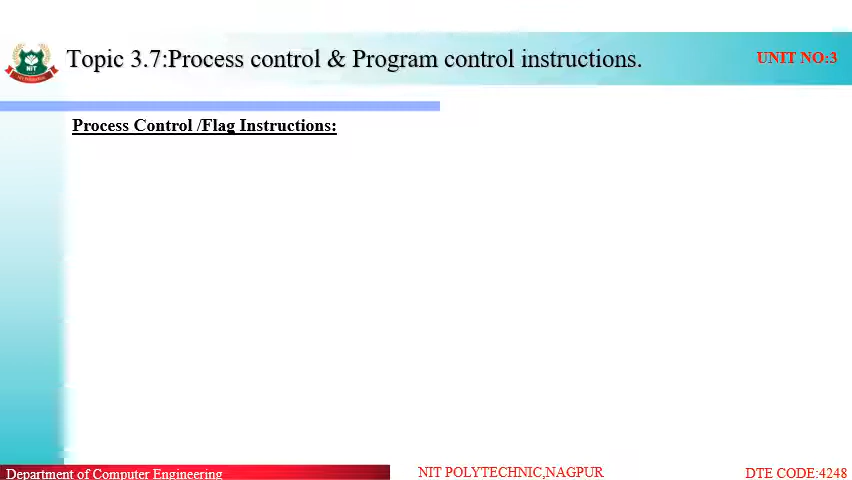 Topic 3.7:Process control & Program control instructions.
UNIT NO:3
NIT
Process Control /Flag Instructions:
Department of Computer Engineering
NIT POLYTECHNIC,NAGPUR
DTE CODE:4248